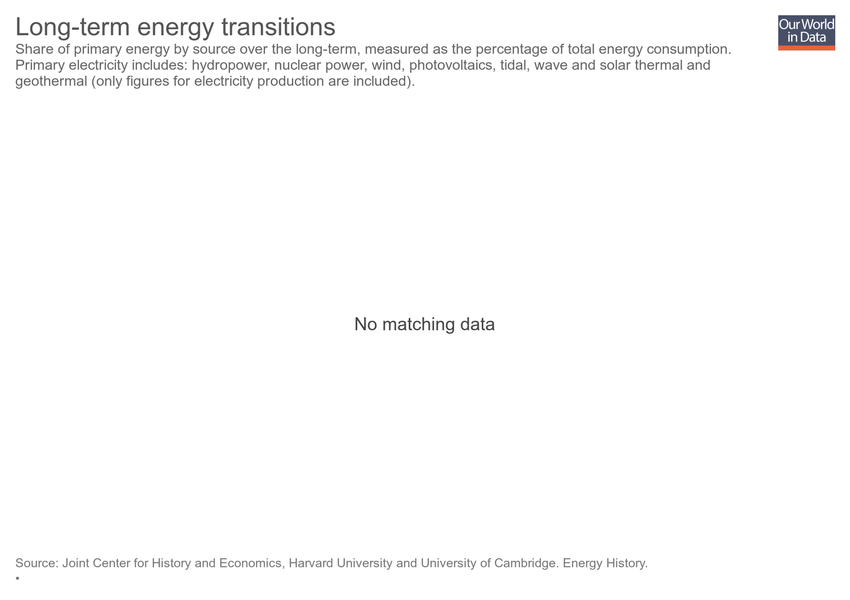 Long-term energy transitions
Our World
in Data
Share of primary energy by source over the long-term, measured as the percentage of total energy consumption.
Primary electricity includes: hydropower, nuclear power, wind, photovoltaics, tidal, wave and solar thermal and
geothermal (only figures for electricity production are included).
No matching data
Source: Joint Center for History and Economics, Harvard University and University of Cambridge. Energy History.
•